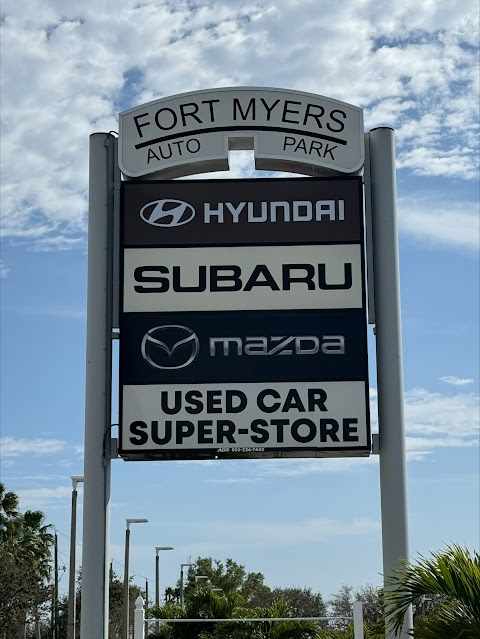 FORT MYERS
AUTO PARK
HYUNDAI
SUBARU
mazda
USED CAR
SUPER-STORE